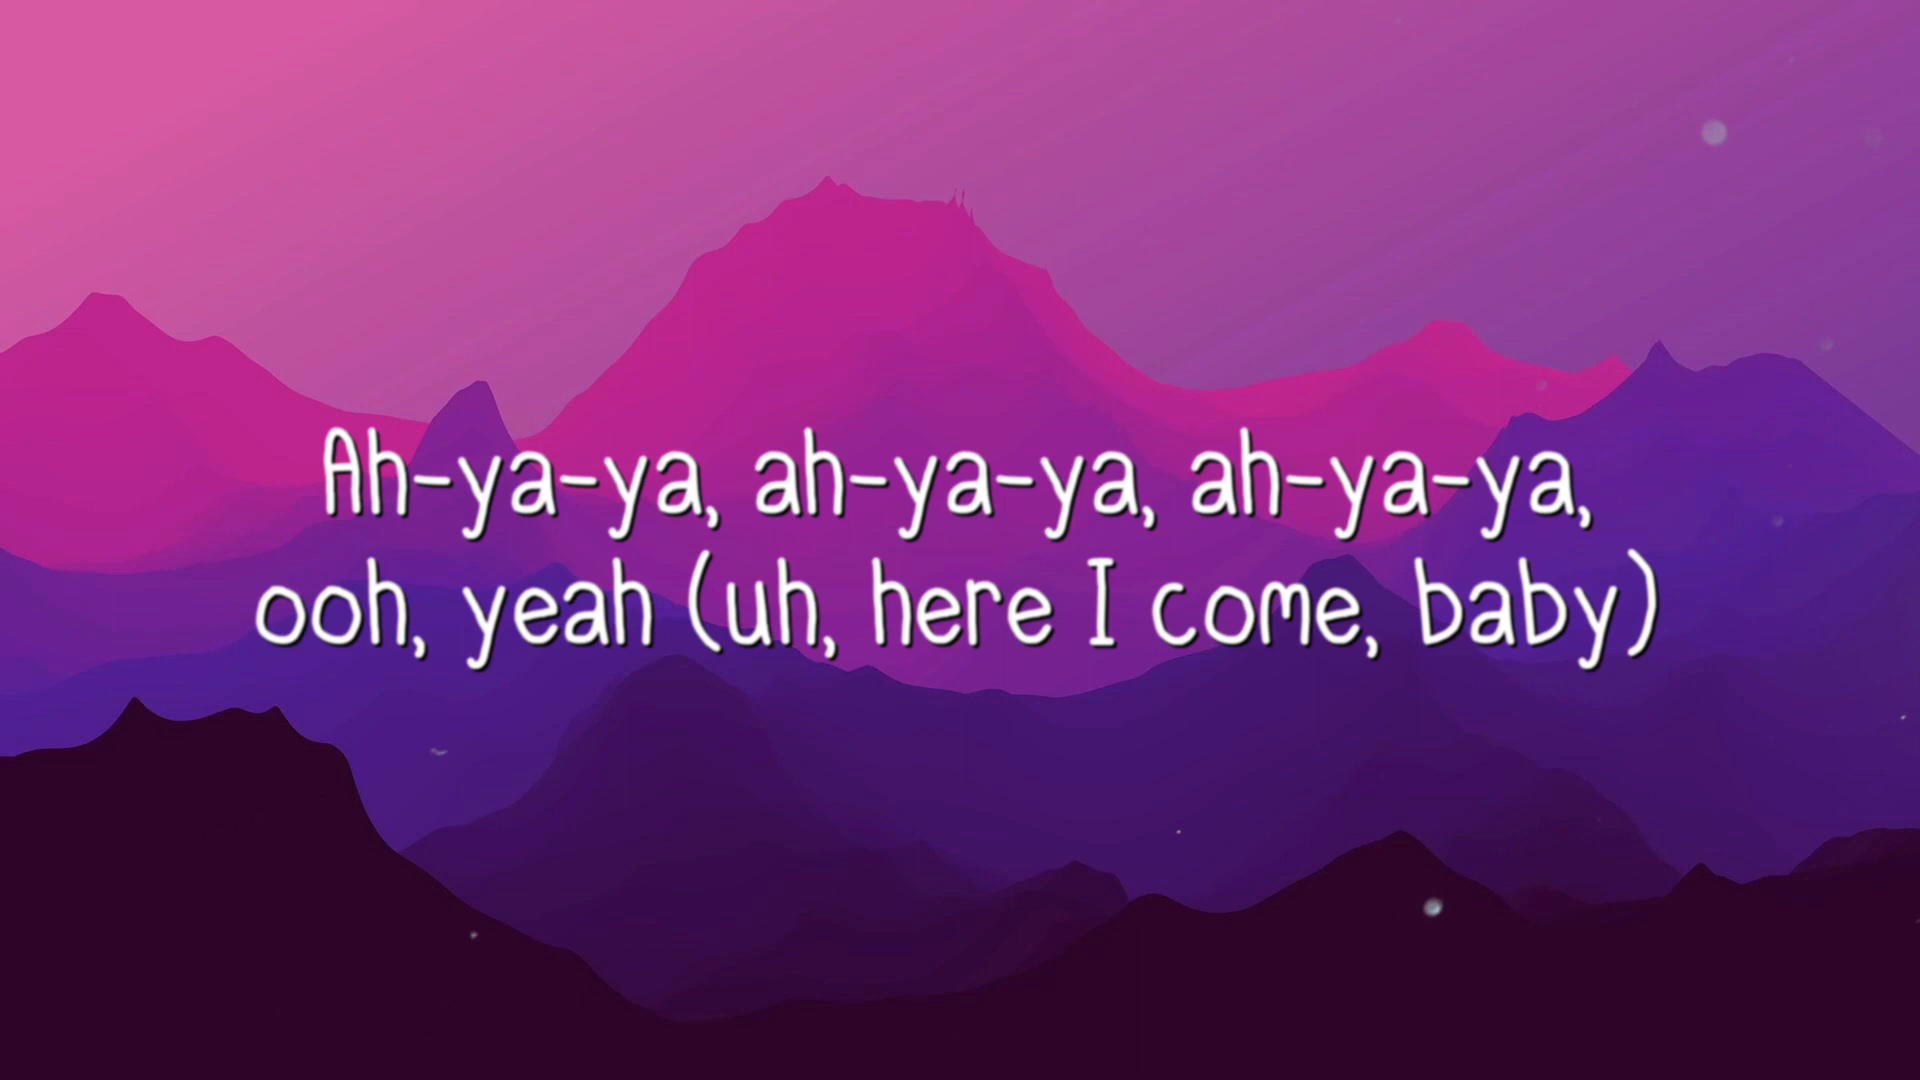 Ah-ya-ya, ah-ya-ya, ah-ya-ya,
ooh, yeah (uh, here I come, baby)